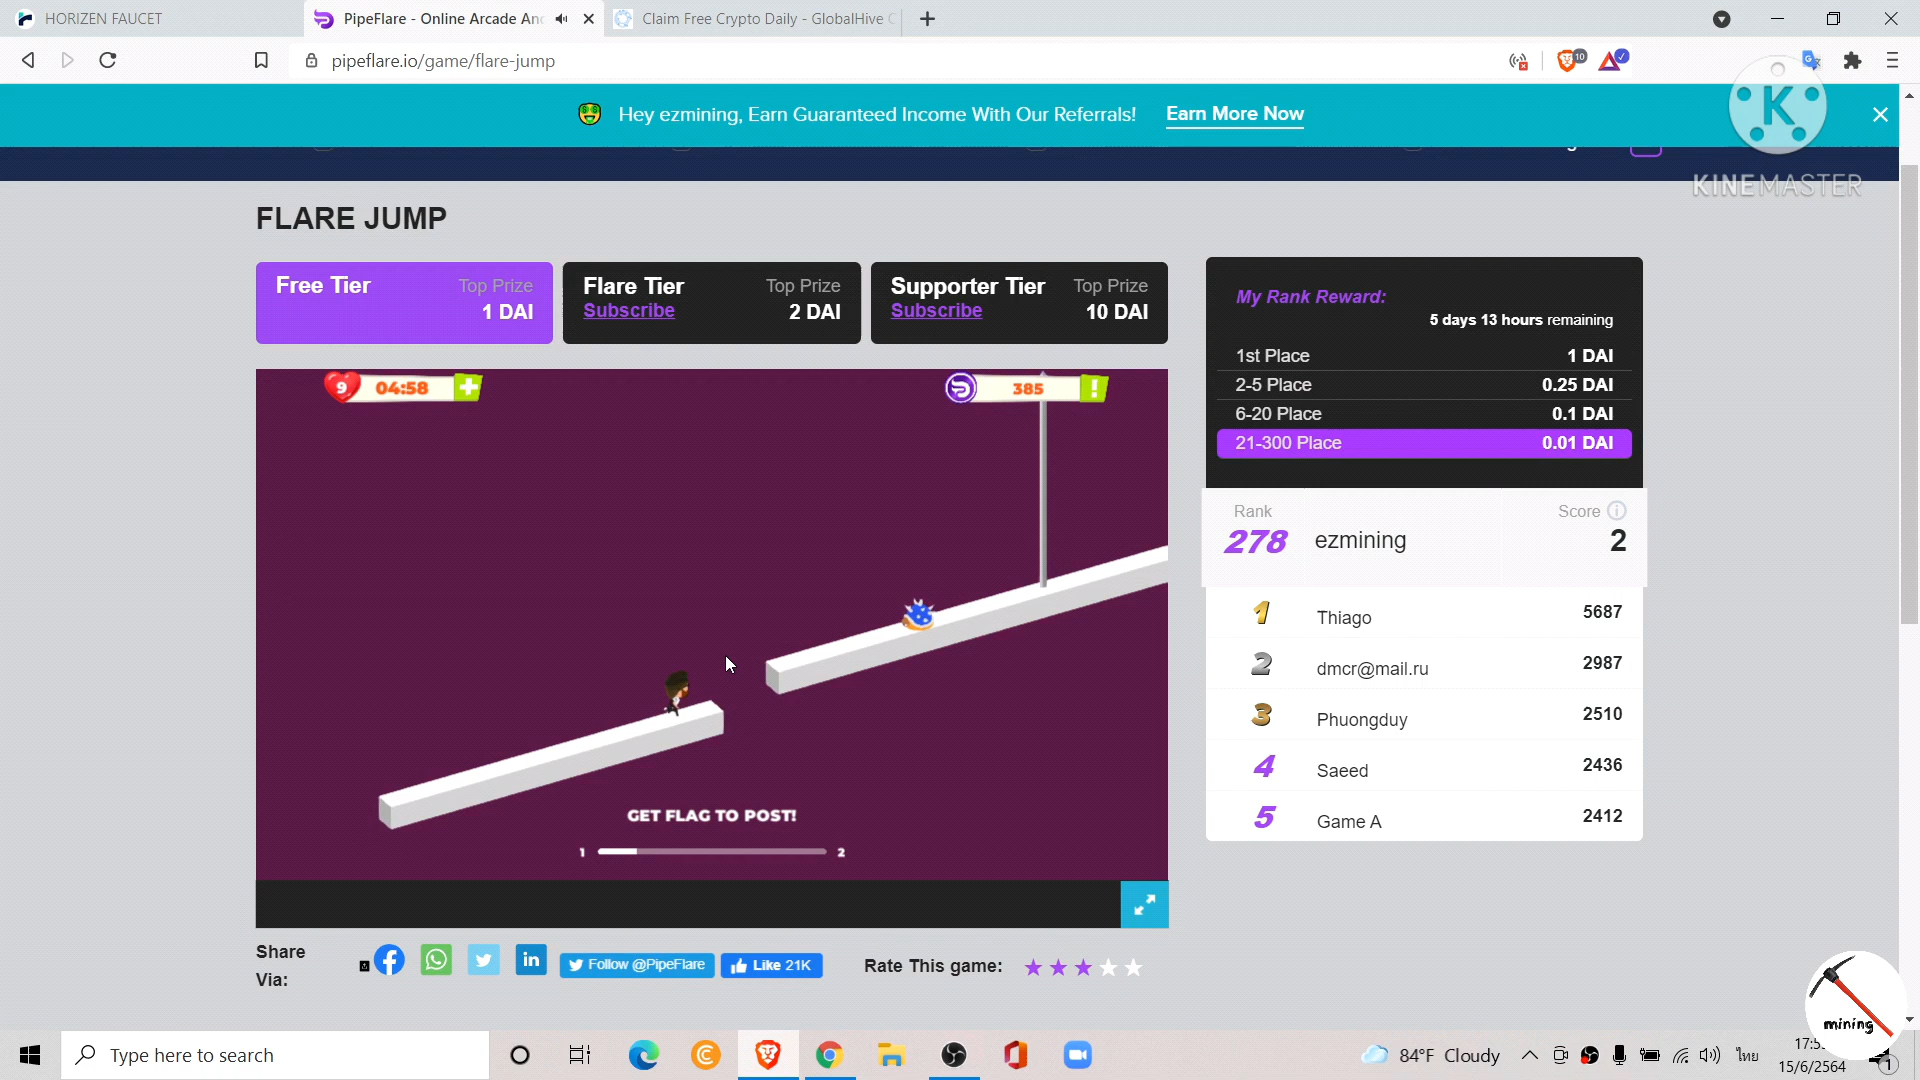 HORIZEN FAUCET
PipeFlare - Online Arcade An
Claim Free Crypto Daily - GlobalHive C
pipeflare.io/game/flare-jump
10
Hey ezmining, Earn Guaranteed Income With Our Referrals! Earn More Now
K
KINEMASTER
FLARE JUMP
Free Tier
Top Prize
1 DAI
Flare Tier
Subscribe
Top Prize
2 DAI
Supporter Tier
Subscribe
Top Prize
10 DAI
9 04:58
385
GET FLAG TO POST!
1 2
My Rank Reward:
5 days 13 hours remaining
1st Place 1 DAI
2-5 Place 0.25 DAI
6-20 Place 0.1 DAI
21-300 Place 0.01 DAI
Rank Score
278 ezmining 2
1 Thiago 5687
2 dmcr@mail.ru 2987
3 Phuongduy 2510
4 Saeed 2436
5 Game A 2412
Share Via:
in
Follow @PipeFlare
Like 21K
Rate This game:
mining
Type here to search
84°F Cloudy
ไทย
15/6/2564
1